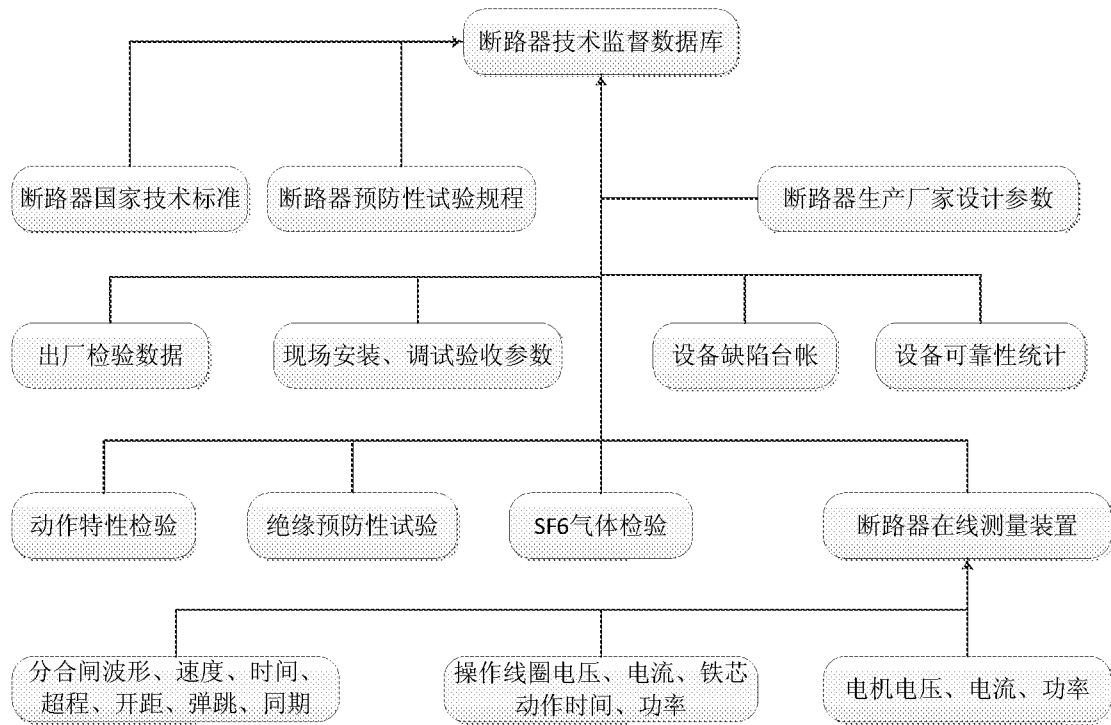 断路器技术监督数据库
断路器国家技术标准
断路器预防性试验规程
断路器生产厂家设计参数
出厂检验数据
现场安装、调试验收参数
设备缺陷台帐
设备可靠性统计
动作特性检验
绝缘预防性试验
SF6气体检验
断路器在线测量装置
分合闸波形、速度、时间、
超程、开距、弹跳、同期
操作线圈电压、电流、铁芯
动作时间、功率
电机电压、电流、功率